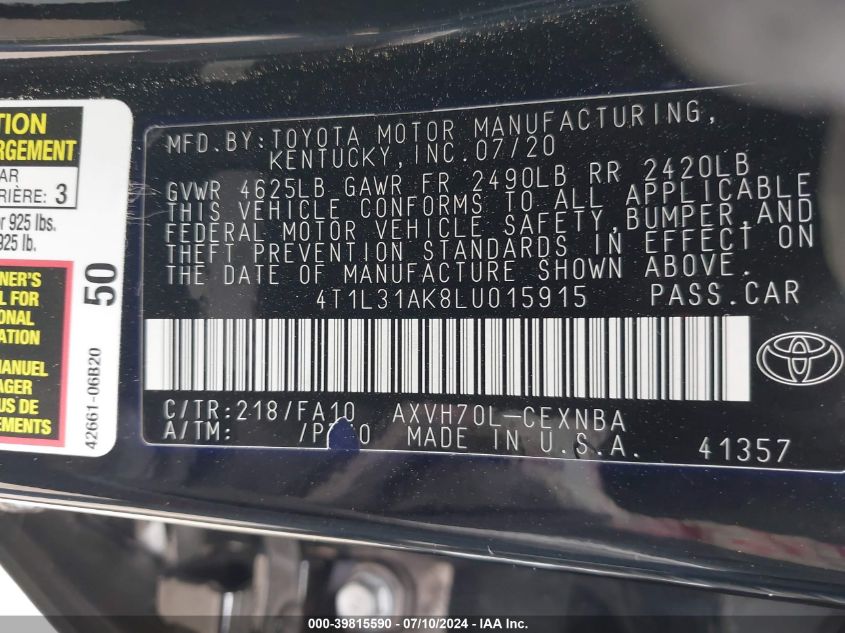 TION
RGEMENT
AR
RIÈRE: 3
925 lbs.
925 lb.
NER'S
L FOR
ONAL
ATION
MANUEL
AGER
US DE
EMENTS
50
42661-06B20
MFD. BY: TOYOTA MOTOR MANUFACTURING,
KENTUCKY, INC. 07/20
GVWR 4625LB GAWR FR 2490LB RR 2420LB
THIS VEHICLE CONFORMS TO ALL APPLICABLE
FEDERAL MOTOR VEHICLE SAFETY, BUMPER, AND
THEFT PREVENTION STANDARDS IN EFFECT ON
THE DATE OF MANUFACTURE SHOWN ABOVE.
4T1L31AK8LU015915 PASS. CAR
C/TR: 218/FA10 AXVH70L-CEXNBA
A/TM: MADE IN U.S.A. 41357
000-39815590 - 07/10/2024 - IAA Inc.